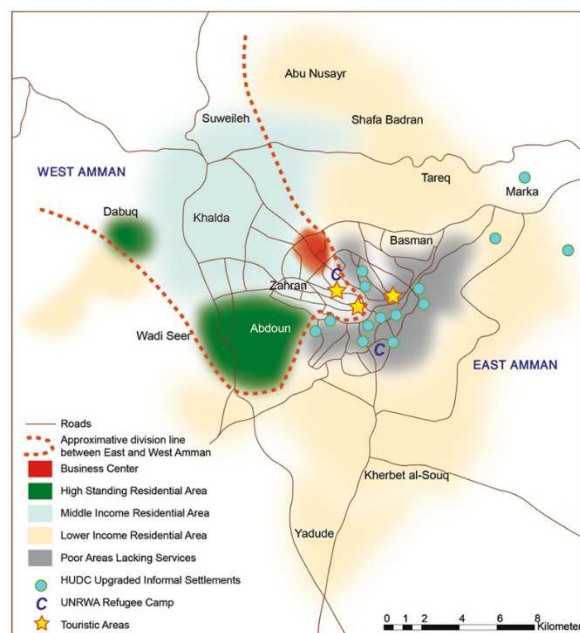 Abu Nusayr
Suweileh
Shafa Badran
WEST AMMAN
Tareq
Marka
Dabuq
Khalda
Basman
C
Zahran
Wadi Seer
Abdoun
C
EAST AMMAN
Roads
Approximative division line
between East and West Amman
Business Center
High Standing Residential Area
Middle Income Residential Area
Lower Income Residential Area
Poor Areas Lacking Services
HUDC Upgraded Informal Settlements
C UNRWA Refugee Camp
Touristic Areas
Kherbet al-Souq
Yadude
0 1 2 4 6 8
Kilometer